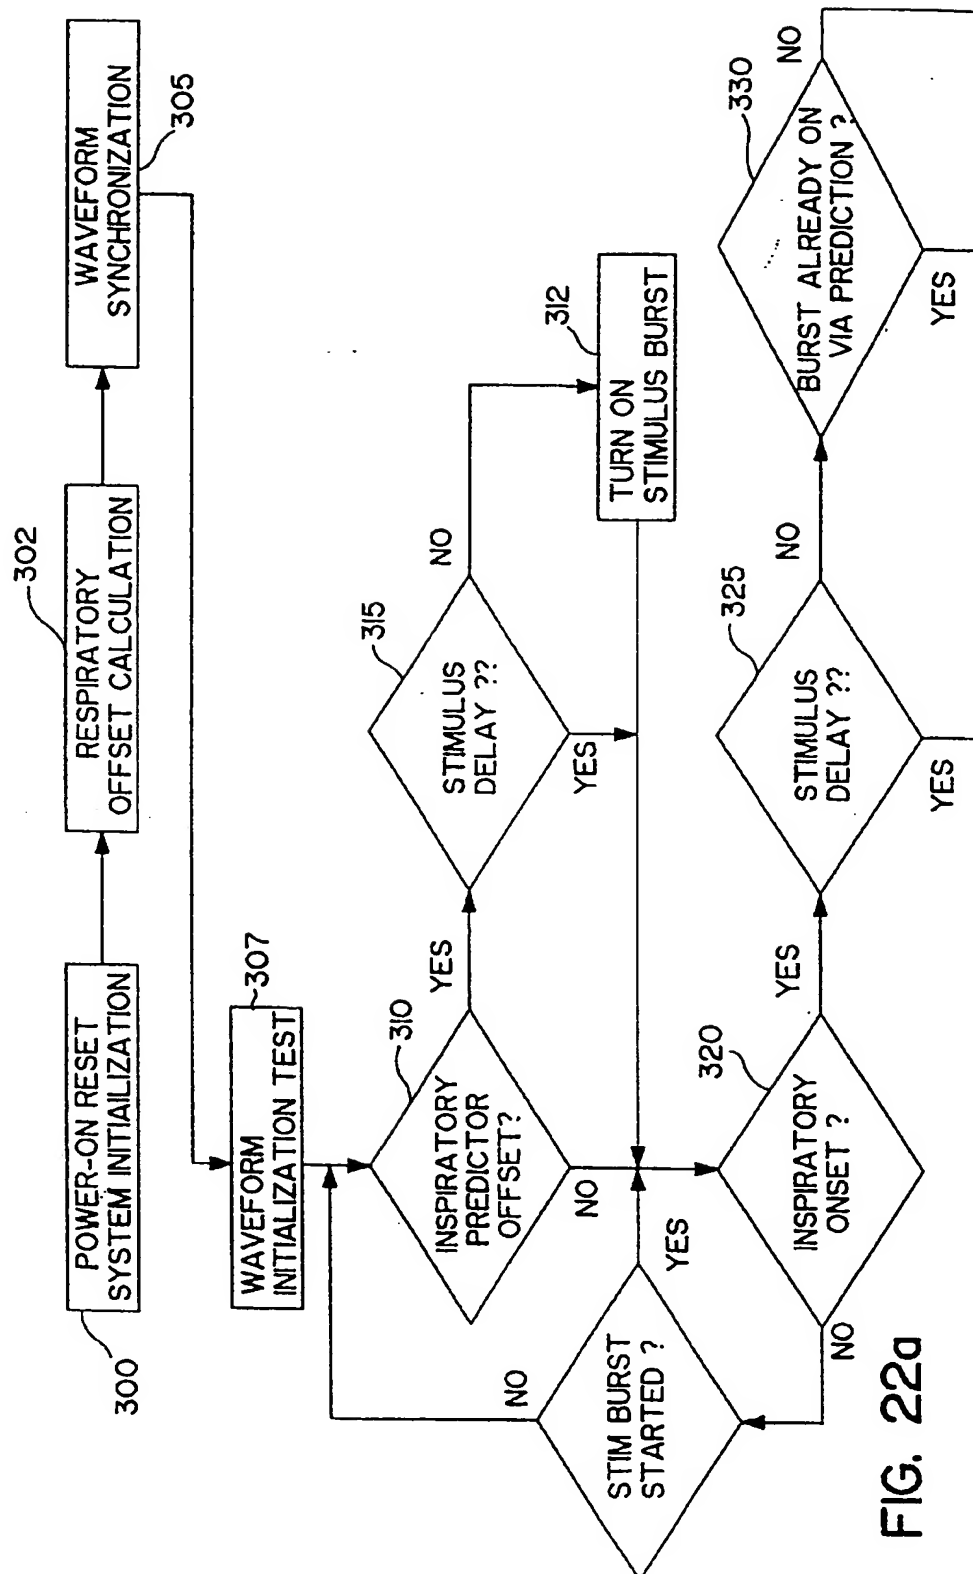 300
POWER-ON RESET
SYSTEM INITIAILIZATION
302
RESPIRATORY
OFFSET CALCULATION
305
WAVEFORM
SYNCHRONIZATION
307
WAVEFORM
INITIALIZATION TEST
310
INSPIRATORY
PREDICTOR
OFFSET?
YES
NO
315
STIMULUS
DELAY ??
NO
YES
312
TURN ON
STIMULUS BURST
STIM BURST
STARTED ?
NO
YES
320
INSPIRATORY
ONSET ?
YES
NO
325
STIMULUS
DELAY ??
NO
YES
330
BURST ALREADY ON
VIA PREDICTION ?
NO
YES
FIG. 22a